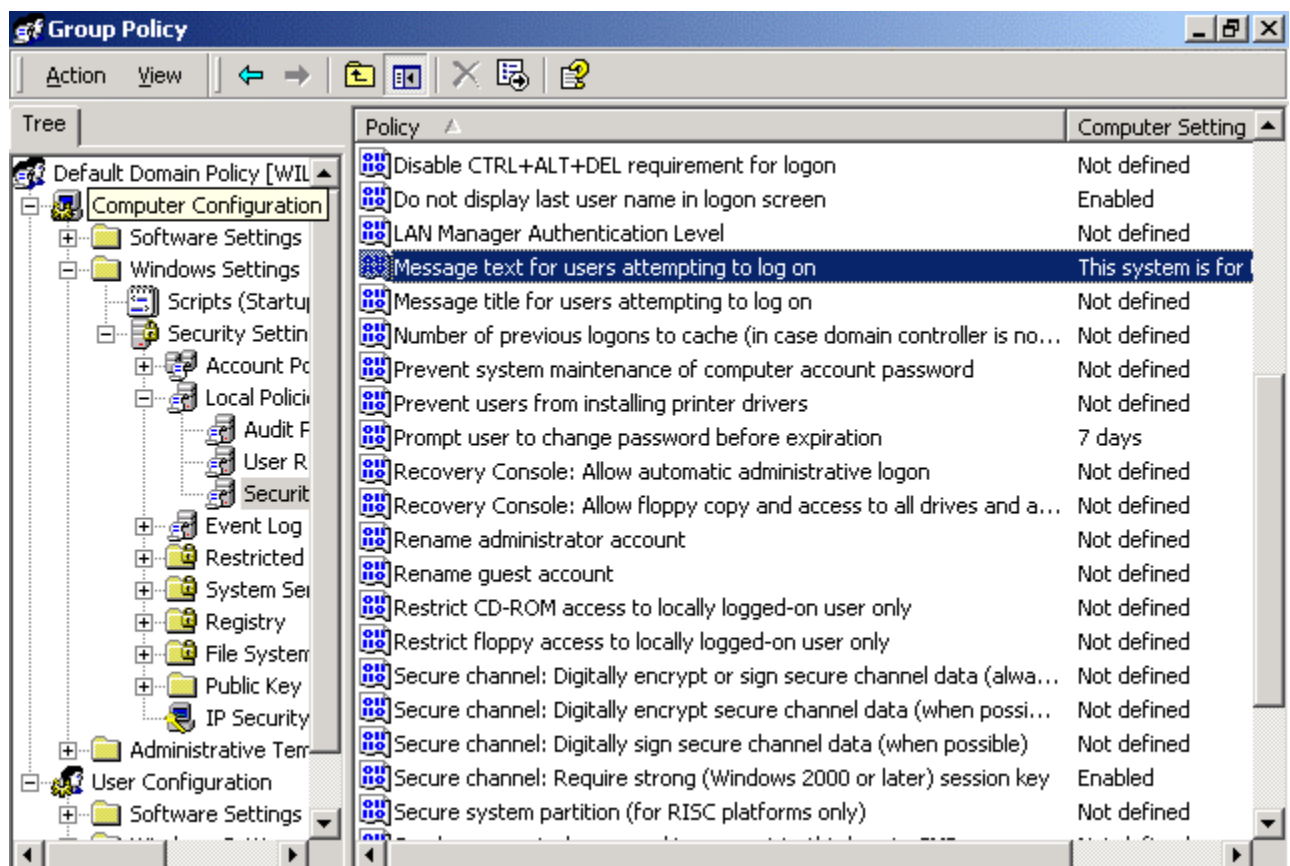 Group Policy
Action View
Tree
Default Domain Policy [WIL
Computer Configuration
Software Settings
Windows Settings
Scripts (Startu
Security Settin
Account Po
Local Polici
Audit P
User R
Securit
Event Log
Restricted
System Ser
Registry
File System
Public Key
IP Security
Administrative Tem
User Configuration
Software Settings
Policy Computer Setting
Disable CTRL+ALT+DEL requirement for logon Not defined
Do not display last user name in logon screen Enabled
LAN Manager Authentication Level Not defined
Message text for users attempting to log on This system is for
Message title for users attempting to log on Not defined
Number of previous logons to cache (in case domain controller is no... Not defined
Prevent system maintenance of computer account password Not defined
Prevent users from installing printer drivers Not defined
Prompt user to change password before expiration 7 days
Recovery Console: Allow automatic administrative logon Not defined
Recovery Console: Allow floppy copy and access to all drives and a... Not defined
Rename administrator account Not defined
Rename guest account Not defined
Restrict CD-ROM access to locally logged-on user only Not defined
Restrict floppy access to locally logged-on user only Not defined
Secure channel: Digitally encrypt or sign secure channel data (alwa... Not defined
Secure channel: Digitally encrypt secure channel data (when possi... Not defined
Secure channel: Digitally sign secure channel data (when possible) Not defined
Secure channel: Require strong (Windows 2000 or later) session key Enabled
Secure system partition (for RISC platforms only) Not defined